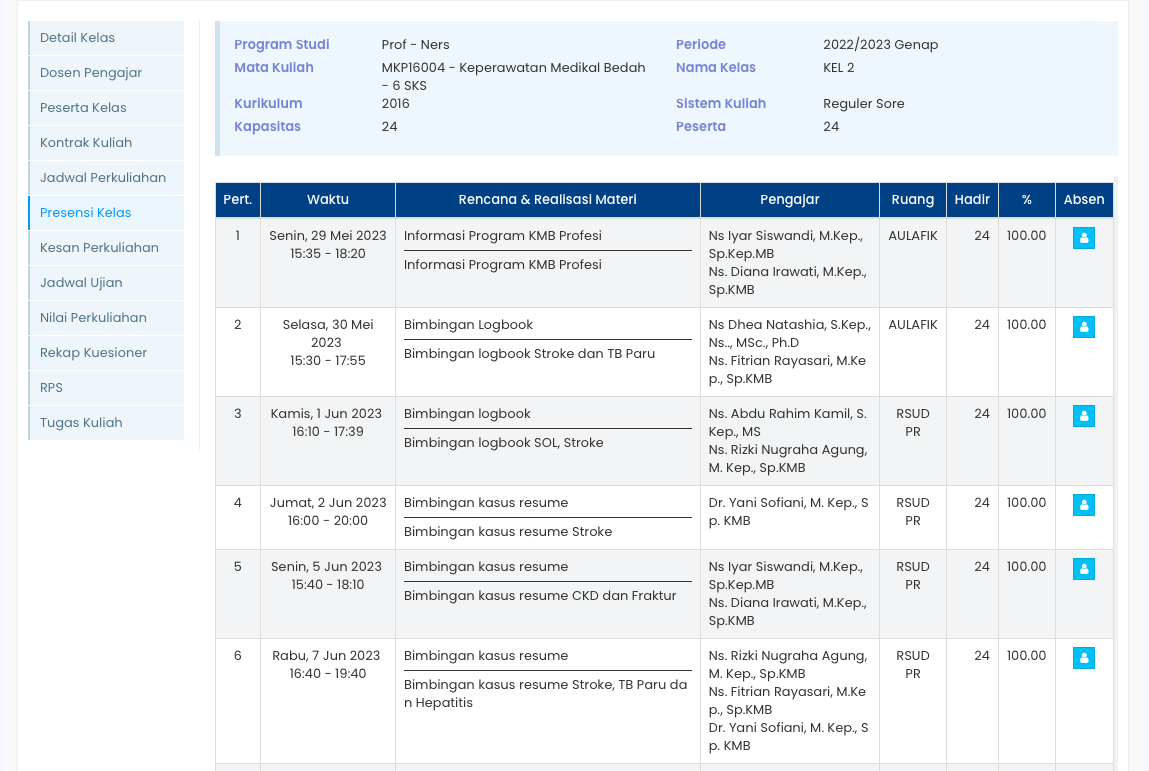 Detail Kelas
Dosen Pengajar
Peserta Kelas
Kontrak Kuliah
Jadwal Perkuliahan
Presensi Kelas
Kesan Perkuliahan
Jadwal Ujian
Nilai Perkuliahan
Rekap Kuesioner
RPS
Tugas Kuliah
Program Studi Prof - Ners Periode 2022/2023 Genap
Mata Kuliah MKP16004 - Keperawatan Medikal Bedah Nama Kelas KEL 2
- 6 SKS
Kurikulum 2016 Sistem Kuliah Reguler Sore
Kapasitas 24 Peserta 24
Pert. Waktu Rencana & Realisasi Materi Pengajar Ruang Hadir % Absen
1
Senin, 29 Mei 2023
15:35 - 18:20
Informasi Program KMB Profesi
Informasi Program KMB Profesi
Ns Iyar Siswandi, M.Kep.,
Sp.Kep.MB
Ns. Diana Irawati, M.Kep.,
Sp.KMB
AULAFIK
24
100.00
2
Selasa, 30 Mei
2023
15:30 - 17:55
Bimbingan Logbook
Bimbingan logbook Stroke dan TB Paru
Ns Dhea Natashia, S.Kep.,
Ns.., MSc., Ph.D
Ns. Fitrian Rayasari, M.Ke
p., Sp.KMB
AULAFIK
24
100.00
3
Kamis, 1 Jun 2023
16:10 - 17:39
Bimbingan logbook
Bimbingan logbook SOL, Stroke
Ns. Abdu Rahim Kamil, S.
Kep., MS
Ns. Rizki Nugraha Agung,
M. Kep., Sp.KMB
RSUD
PR
24
100.00
4
Jumat, 2 Jun 2023
16:00 - 20:00
Bimbingan kasus resume
Bimbingan kasus resume Stroke
Dr. Yani Sofiani, M. Kep., S
p. KMB
RSUD
PR
24
100.00
5
Senin, 5 Jun 2023
15:40 - 18:10
Bimbingan kasus resume
Bimbingan kasus resume CKD dan Fraktur
Ns Iyar Siswandi, M.Kep.,
Sp.Kep.MB
Ns. Diana Irawati, M.Kep.,
Sp.KMB
RSUD
PR
24
100.00
6
Rabu, 7 Jun 2023
16:40 - 19:40
Bimbingan kasus resume
Bimbingan kasus resume Stroke, TB Paru da
n Hepatitis
Ns. Rizki Nugraha Agung,
M. Kep., Sp.KMB
Ns. Fitrian Rayasari, M.Ke
p., Sp.KMB
Dr. Yani Sofiani, M. Kep., S
p. KMB
RSUD
PR
24
100.00